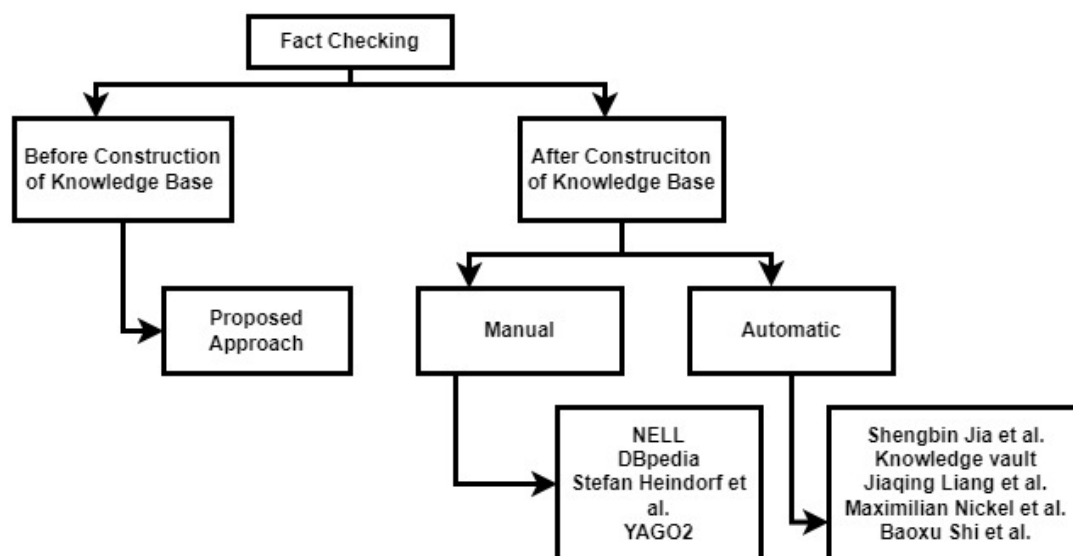 Fact Checking
Before Construction
of Knowledge Base
After Construciton
of Knowledge Base
Proposed
Approach
Manual
Automatic
NELL
DBpedia
Stefan Heindorf et
al.
YAGO2
Shengbin Jia et al.
Knowledge vault
Jiaqing Liang et al.
Maximilian Nickel et al.
Baoxu Shi et al.